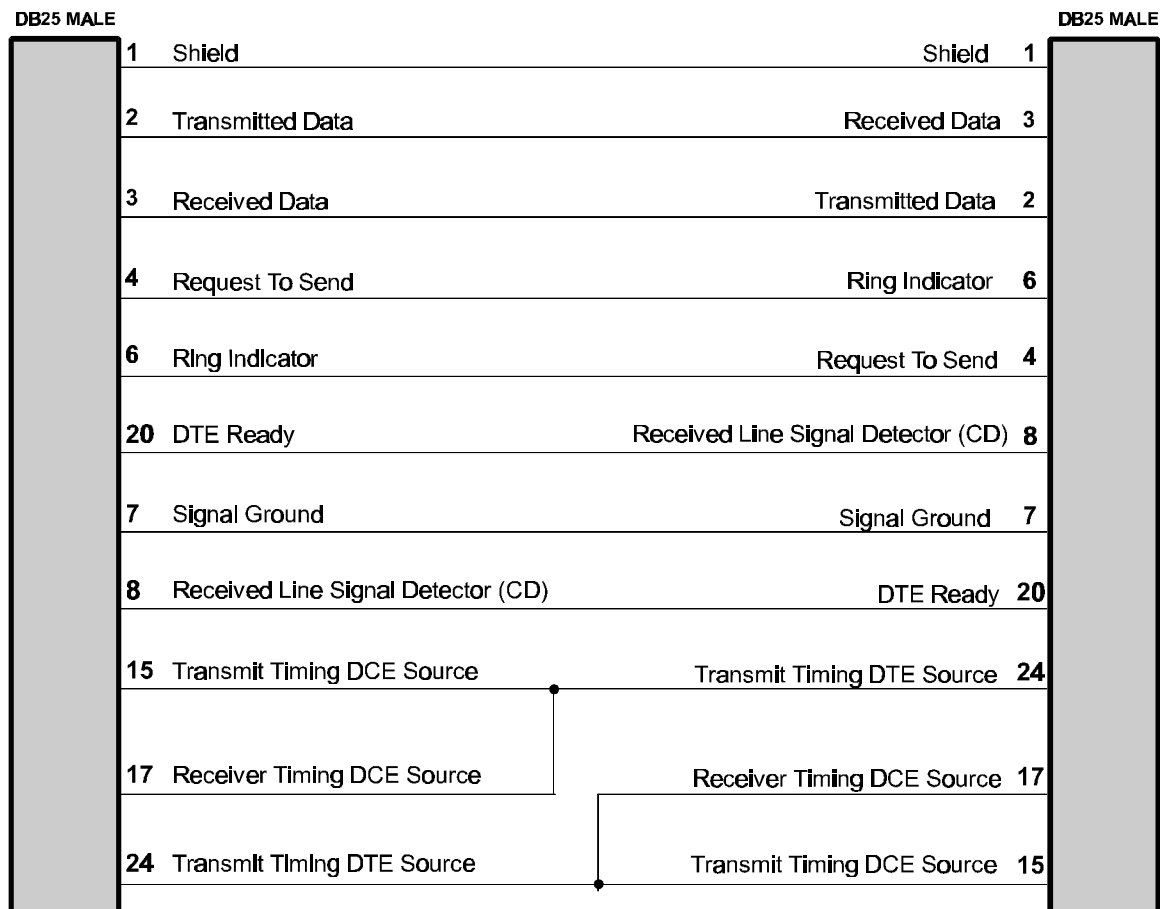 DB25 MALE DB25 MALE
1 Shield Shield 1
2 Transmitted Data Received Data 3
3 Received Data Transmitted Data 2
4 Request To Send Ring Indicator 6
6 Ring Indicator Request To Send 4
20 DTE Ready Received Line Signal Detector (CD) 8
7 Signal Ground Signal Ground 7
8 Received Line Signal Detector (CD) DTE Ready 20
15 Transmit Timing DCE Source Transmit Timing DTE Source 24
17 Receiver Timing DCE Source Receiver Timing DCE Source 17
24 Transmit Timing DTE Source Transmit Timing DCE Source 15